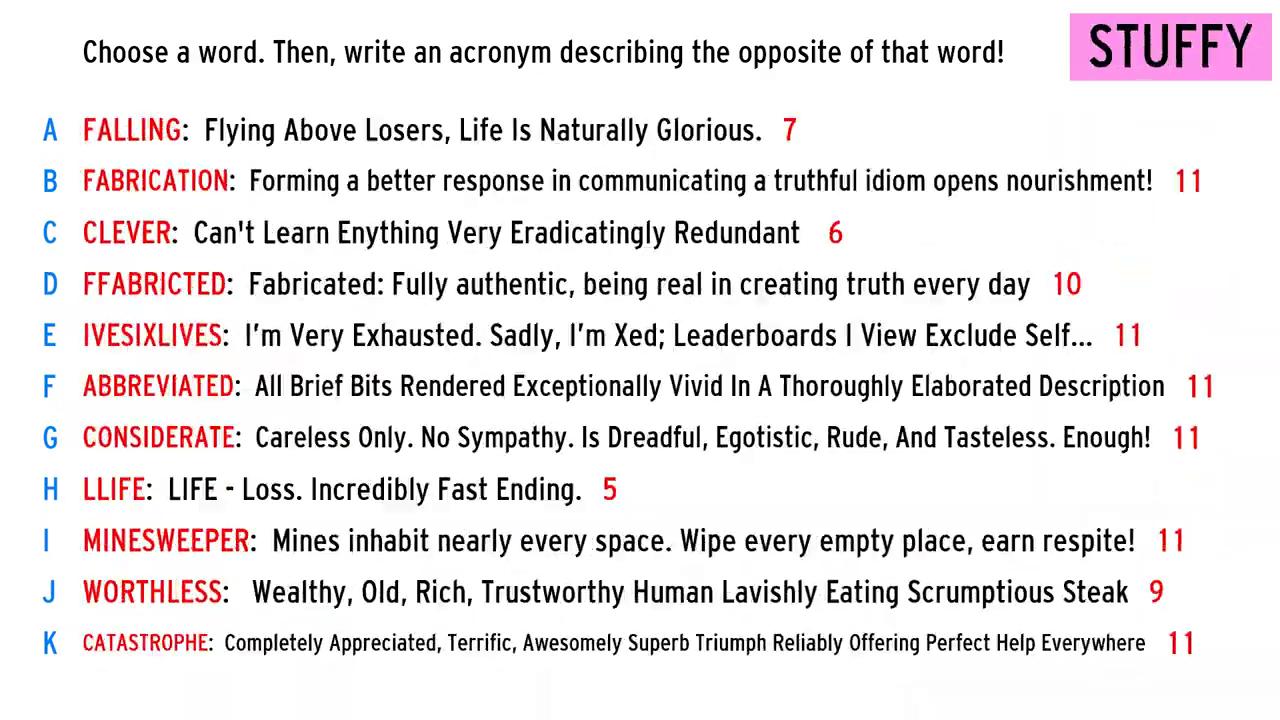 Choose a word. Then, write an acronym describing the opposite of that word!
STUFFY
A FALLING: Flying Above Losers, Life Is Naturally Glorious. 7
B FABRICATION: Forming a better response in communicating a truthful idiom opens nourishment! 11
C CLEVER: Can't Learn Enything Very Eradicatingly Redundant 6
D FFABRICTED: Fabricated: Fully authentic, being real in creating truth every day 10
E IVESIXLIVES: I’m Very Exhausted. Sadly, I’m Xed; Leaderboards I View Exclude Self... 11
F ABBREVIATED: All Brief Bits Rendered Exceptionally Vivid In A Thoroughly Elaborated Description 11
G CONSIDERATE: Careless Only. No Sympathy. Is Dreadful, Egotistic, Rude, And Tasteless. Enough! 11
H LLIFE: LIFE - Loss. Incredibly Fast Ending. 5
I MINESWEEPER: Mines inhabit nearly every space. Wipe every empty place, earn respite! 11
J WORTHLESS: Wealthy, Old, Rich, Trustworthy Human Lavishly Eating Scrumptious Steak 9
K CATASTROPHE: Completely Appreciated, Terrific, Awesomely Superb Triumph Reliably Offering Perfect Help Everywhere 11